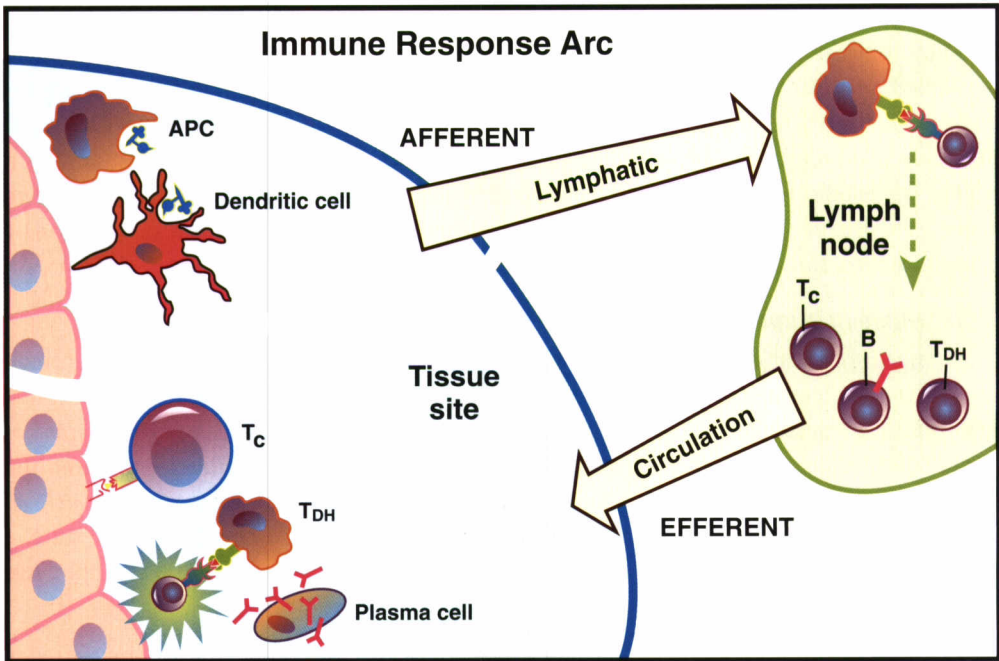 Immune Response Arc
APC
AFFERENT
Lymphatic
Dendritic cell
Lymph
node
Tc
B
TDH
Tissue
site
Circulation
Tc
TDH
EFFERENT
Plasma cell